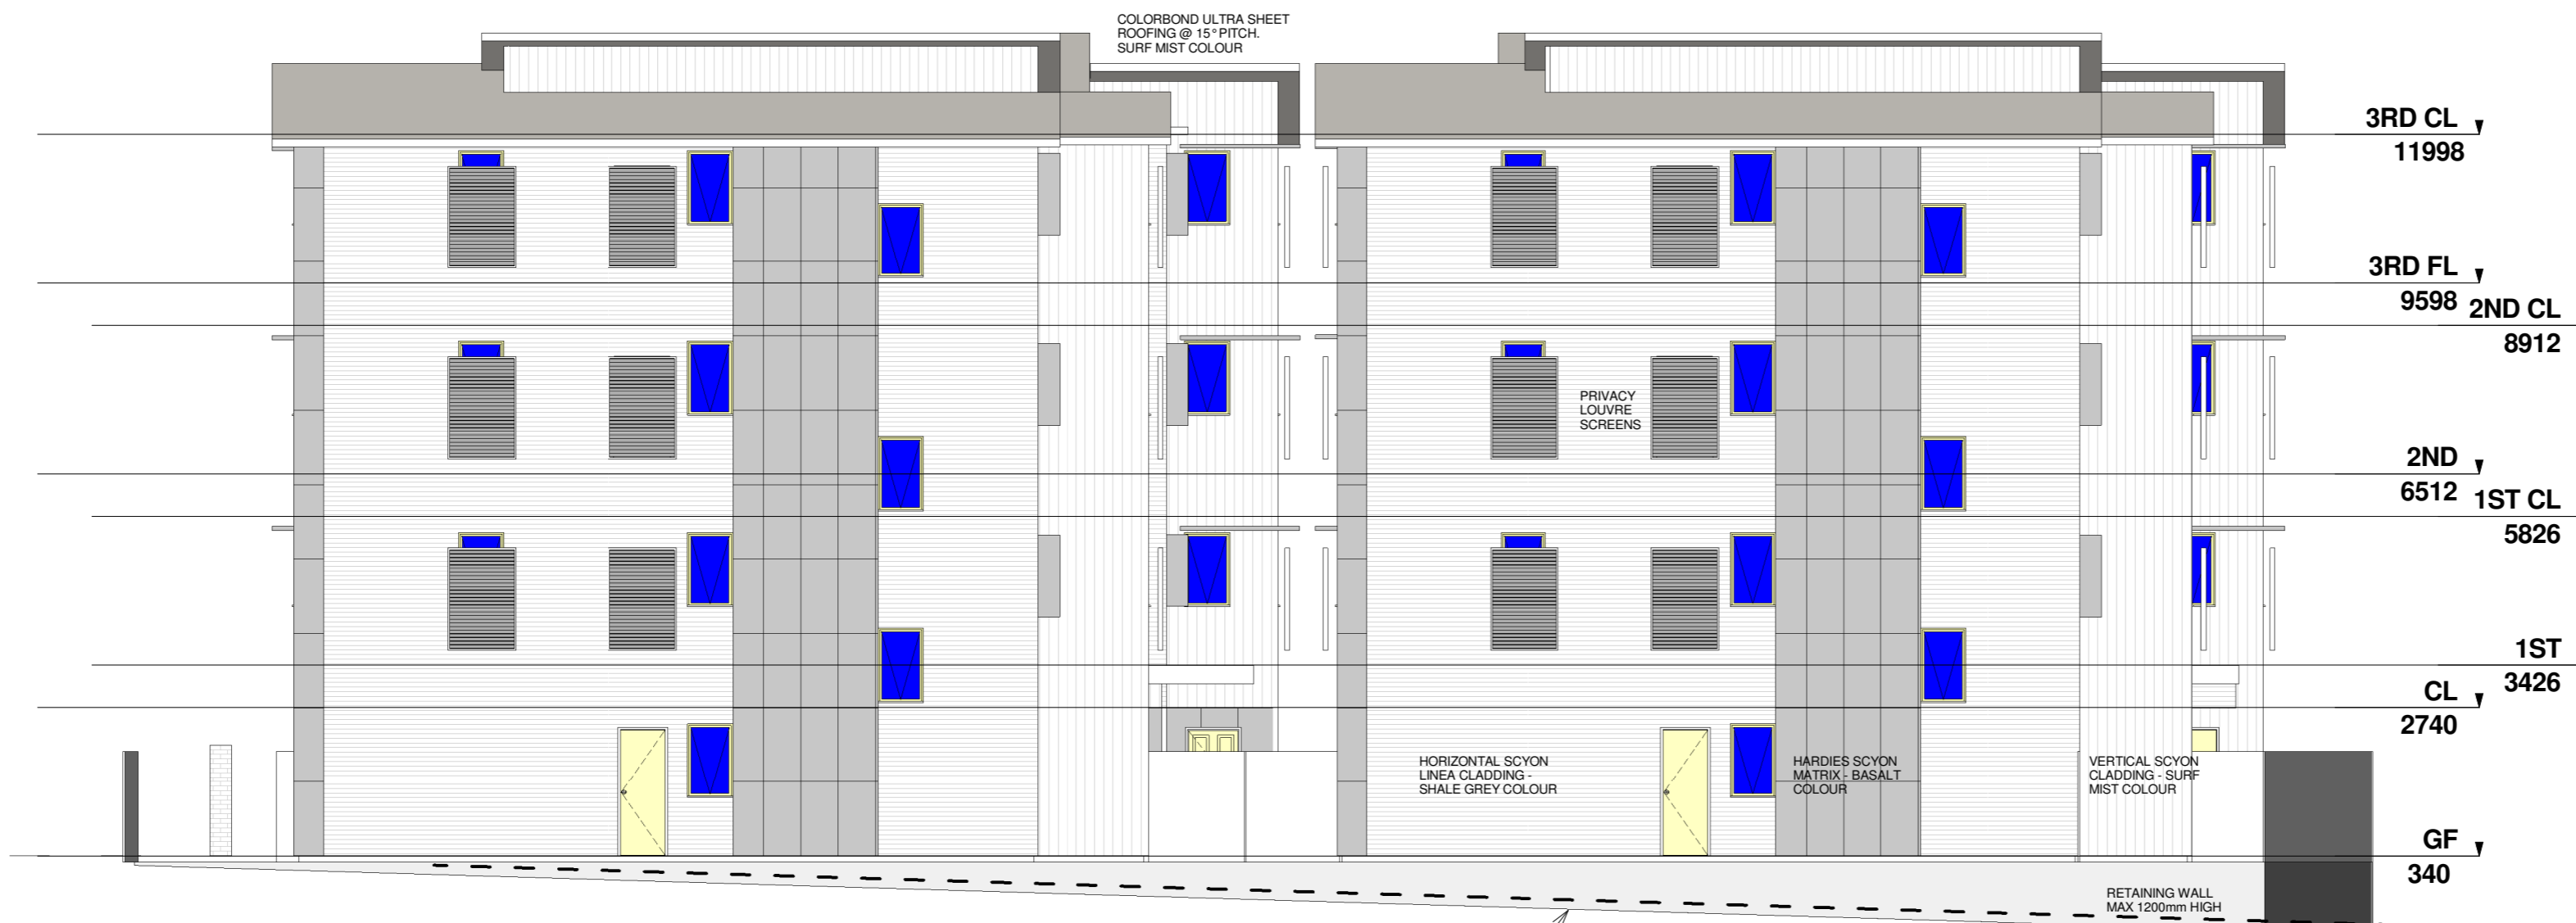 COLORBOND ULTRA SHEET
ROOFING @ 15° PITCH.
SURF MIST COLOUR
3RD CL
11998
3RD FL
9598
2ND CL
8912
PRIVACY
LOUVRE
SCREENS
2ND
6512
1ST CL
5826
1ST
3426
CL
2740
HORIZONTAL SCYON
LINEA CLADDING -
SHALE GREY COLOUR
HARDIES SCYON
MATRIX - BASALT
COLOUR
VERTICAL SCYON
CLADDING - SURF
MIST COLOUR
GF
340
RETAINING WALL
MAX 1200mm HIGH